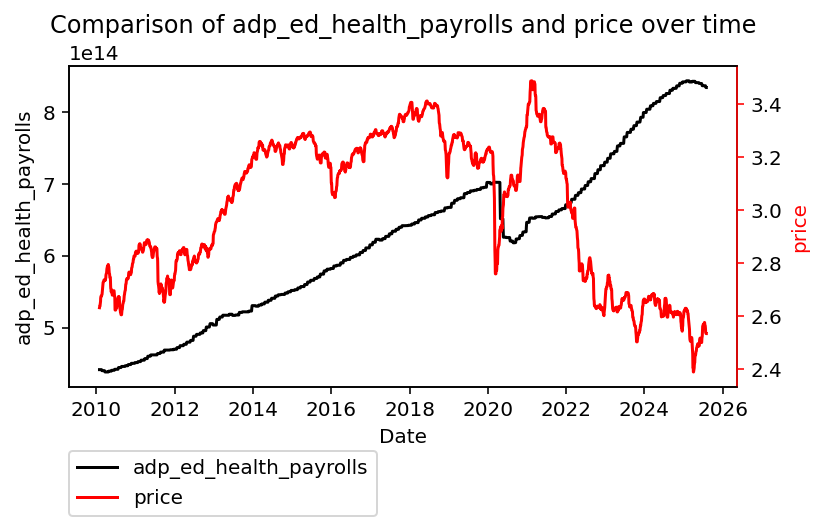 Comparison of adp_ed_health_payrolls and price over time
1e14
8
7
6
5
adp_ed_health_payrolls
3.4
3.2
3.0
2.8
2.6
2.4
price
2010 2012 2014 2016 2018 2020 2022 2024 2026
Date
adp_ed_health_payrolls
price